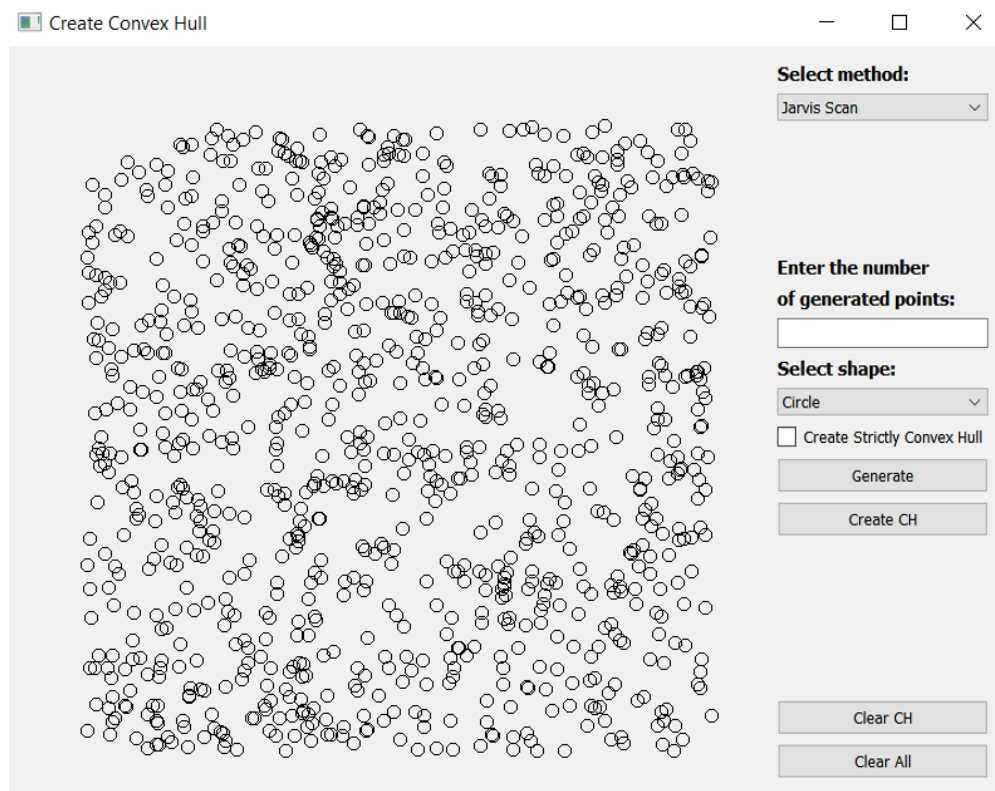 Create Convex Hull
Select method:
Jarvis Scan
Enter the number
of generated points:
Select shape:
Circle
Create Strictly Convex Hull
Generate
Create CH
Clear CH
Clear All